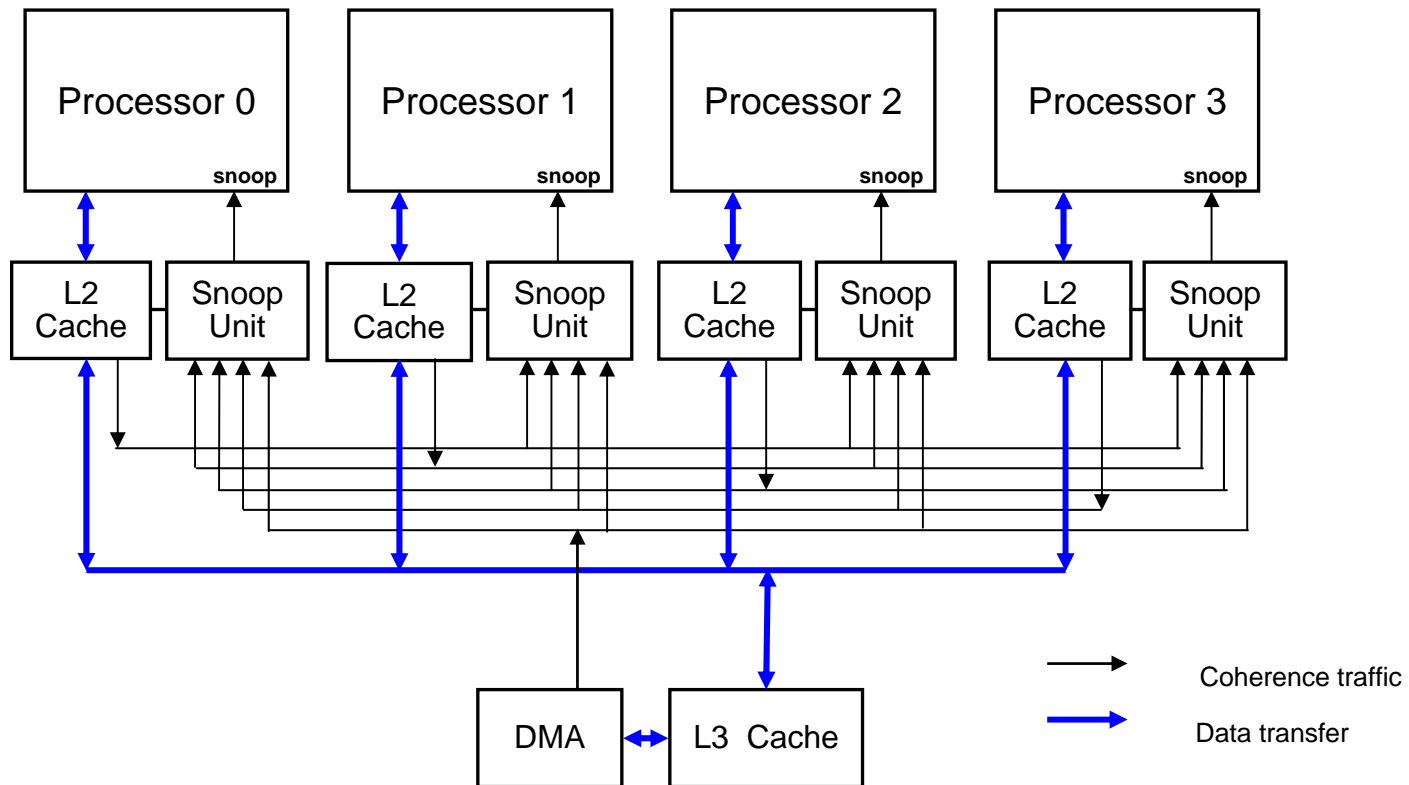 Processor 0
snoop
Processor 1
snoop
Processor 2
snoop
Processor 3
snoop
L2
Cache
Snoop
Unit
L2
Cache
Snoop
Unit
L2
Cache
Snoop
Unit
L2
Cache
Snoop
Unit
DMA
L3 Cache
Coherence traffic
Data transfer